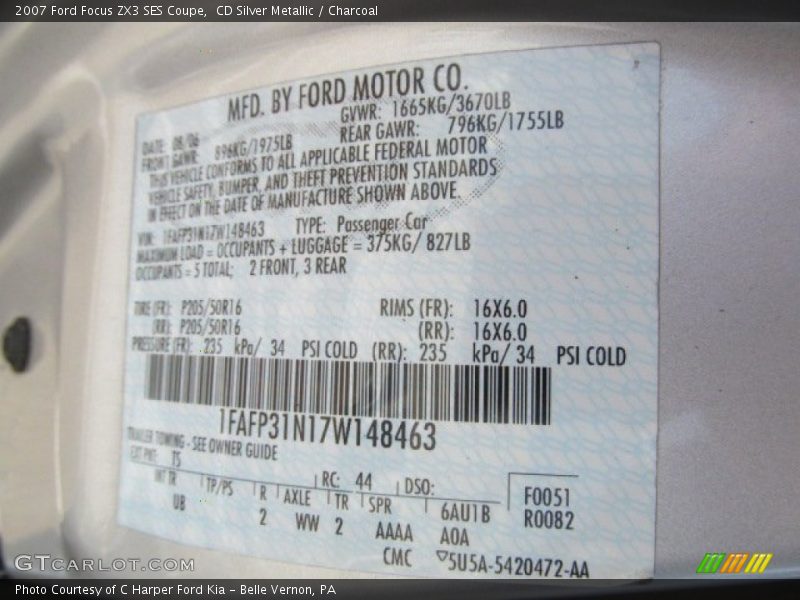 2007 Ford Focus ZX3 SES Coupe, CD Silver Metallic / Charcoal
MFD. BY FORD MOTOR CO.
DATE: 08/06 GVWR: 1665KG/3670LB
FRONT GAWR: 896KG/1975LB REAR GAWR: 796KG/1755LB
THIS VEHICLE CONFORMS TO ALL APPLICABLE FEDERAL MOTOR
VEHICLE SAFETY, BUMPER, AND THEFT PREVENTION STANDARDS
IN EFFECT ON THE DATE OF MANUFACTURE SHOWN ABOVE.
VIN: 1FAFP31N17W148463 TYPE: Passenger Car
MAXIMUM LOAD = OCCUPANTS + LUGGAGE = 375KG/ 827LB
OCCUPANTS = 5 TOTAL; 2 FRONT, 3 REAR
TIRE (FR): P205/50R16 RIMS (FR): 16X6.0
(RR): P205/50R16 (RR): 16X6.0
PRESSURE (FR): 235 kPa/ 34 PSI COLD (RR): 235 kPa/ 34 PSI COLD
1FAFP31N17W148463
TRAILER TOWING - SEE OWNER GUIDE
EXT PNT: TS RC: 44 DSO: F0051
INT TR TP/PS R AXLE TR SPR 6AU1B R0082
UB 2 WW 2 AAAA A0A
CMC ▽5U5A-5420472-AA
GTCARLOT.COM
Photo Courtesy of C Harper Ford Kia - Belle Vernon, PA